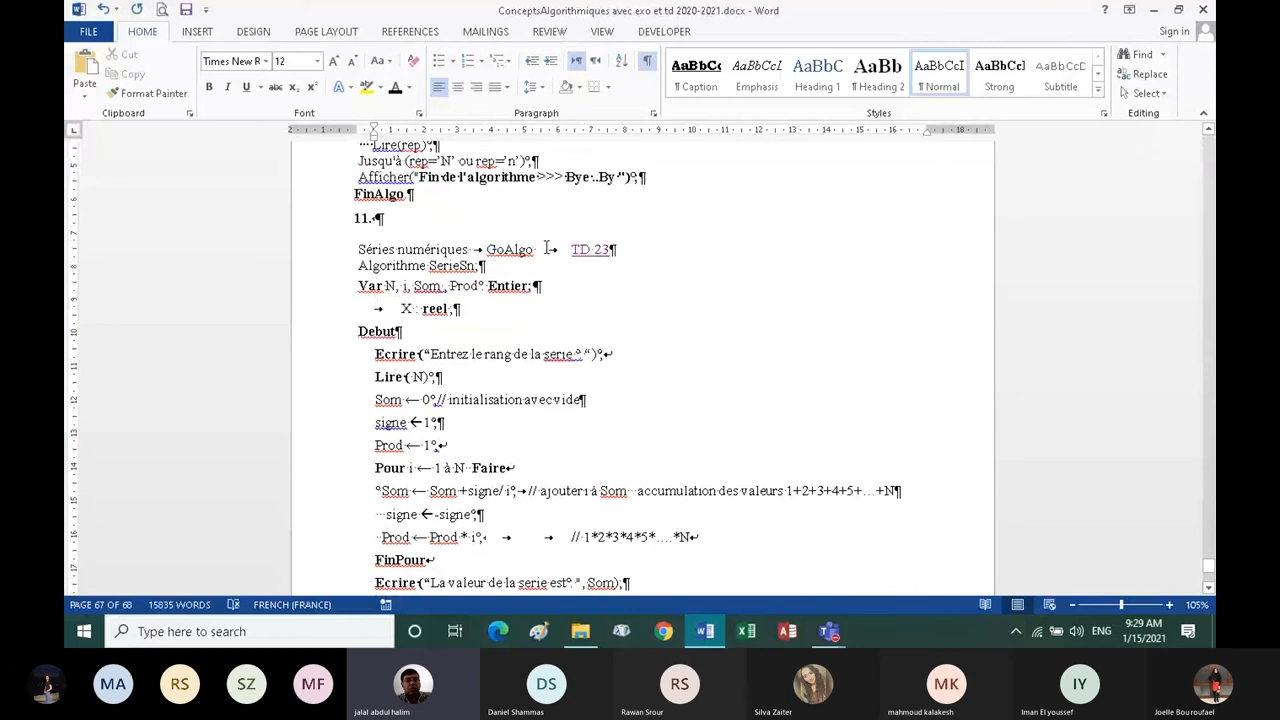 ConceptsAlgorithmiques avec exo et td 2020-2021.docx - Word
FILE HOME INSERT DESIGN PAGE LAYOUT REFERENCES MAILINGS REVIEW VIEW DEVELOPER Sign in
Paste Cut Copy Format Painter
Times New R 12
AaBbCc AaBbCcI AaBbCc AaBb AaBbCcI AaBbCcI AaBbCcI
¶ Caption Emphasis Heading 1 ¶ Heading 2 ¶ Normal Strong Subtitle
Find Replace Select
Clipboard Font Paragraph Styles Editing
Lire(rep)°;¶
Jusqu'à (rep='N' ou rep='n')°;¶
Afficher("Fin·de·l'algorithme·>>>·Bye·..By·")°;¶
FinAlgo·¶
11.·¶
Séries·numériques → GoAlgo → TD·23¶
Algorithme SerieSn;¶
Var N, i, Som·, Prod° Entier;¶
→ X : reel ;¶
Debut¶
Ecrire·(“Entrez le rang de la serie·° “)°;↵
Lire·( N)°;¶
Som ← 0°;// initialisation avec vide¶
signe ←1°;¶
Prod ← 1°;↵
Pour i ← 1 à N Faire↵
°Som ← Som +signe/ i°;→// ajouter i à Som accumulation des valeurs 1+2+3+4+5+…+N¶
···signe ←-signe°;¶
··Prod ← Prod * i°; → → // 1*2*3*4*5*….*N↵
FinPour↵
Ecrire·(“La valeur de la serie est° “, Som);¶
PAGE 67 OF 68 15835 WORDS FRENCH (FRANCE) 105%
Type here to search ENG 9:29 AM
1/15/2021
MA RS SZ MF DS RS MK IY
jalal abdul halim Daniel Shammas Rawan Srour Silva Zaiter mahmoud kalakesh Iman El youssef Joelle Bou roufael